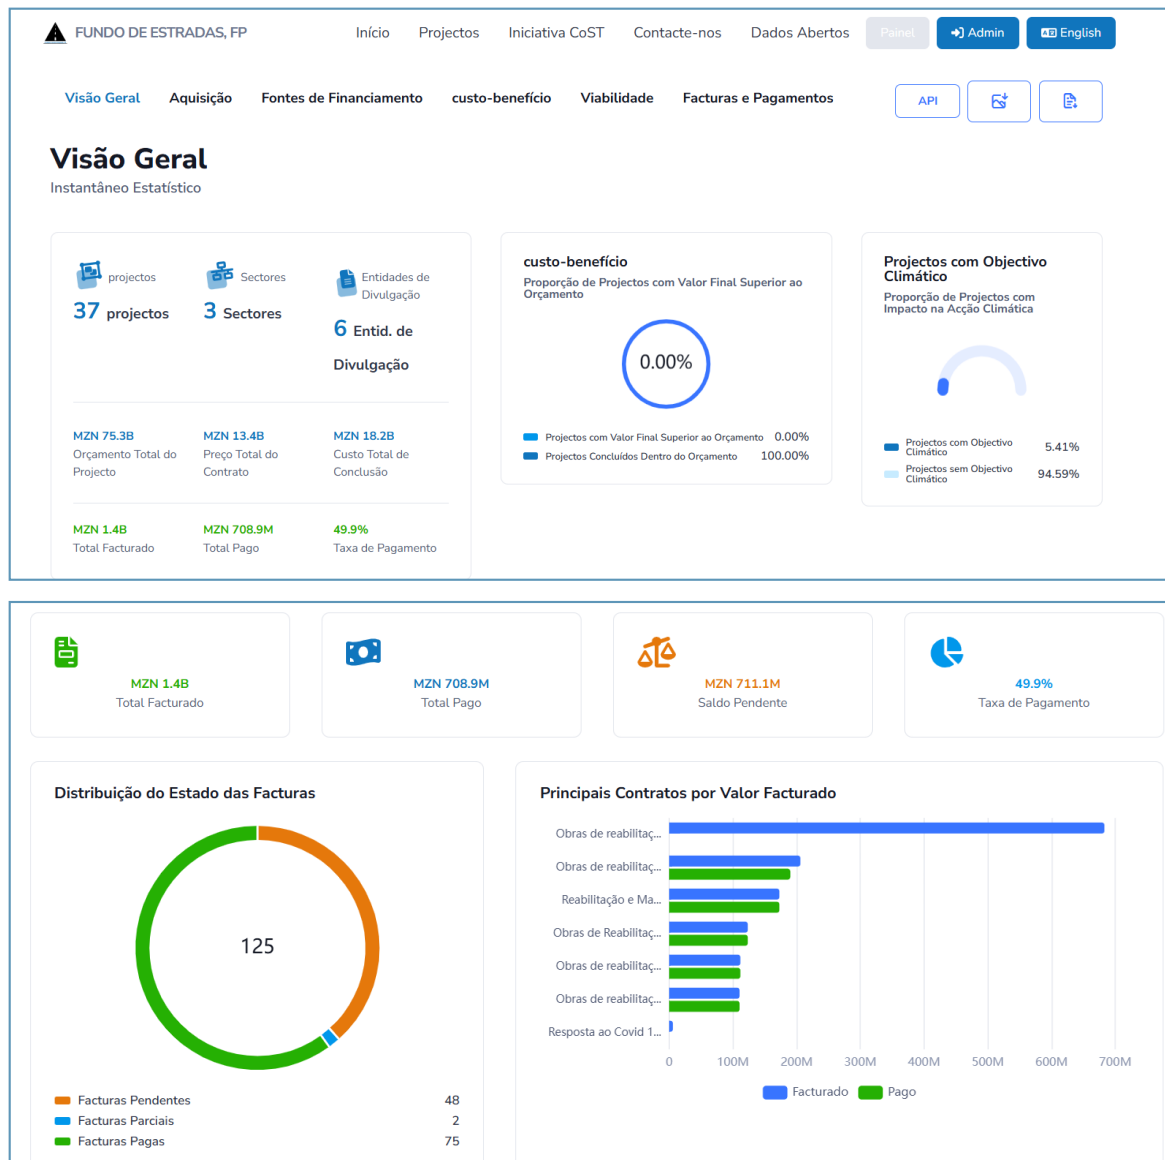 FUNDO DE ESTRADAS, FP
Início
Projectos
Iniciativa CoST
Contacte-nos
Dados Abertos
Painel
Admin
English
Visão Geral
Aquisição
Fontes de Financiamento
custo-benefício
Viabilidade
Facturas e Pagamentos
API
Visão Geral
Instantâneo Estatístico
projectos
37 projectos
Sectores
3 Sectores
Entidades de
Divulgação
6 Entid. de
Divulgação
MZN 75.3B
Orçamento Total do
Projecto
MZN 13.4B
Preço Total do
Contrato
MZN 18.2B
Custo Total de
Conclusão
MZN 1.4B
Total Facturado
MZN 708.9M
Total Pago
49.9%
Taxa de Pagamento
custo-benefício
Proporção de Projectos com Valor Final Superior ao
Orçamento
0.00%
Projectos com Valor Final Superior ao Orçamento 0.00%
Projectos Concluídos Dentro do Orçamento 100.00%
Projectos com Objectivo
Climático
Proporção de Projectos com
Impacto na Acção Climática
Projectos com Objectivo
Climático
5.41%
Projectos sem Objectivo
Climático
94.59%
MZN 1.4B
Total Facturado
MZN 708.9M
Total Pago
MZN 711.1M
Saldo Pendente
49.9%
Taxa de Pagamento
Distribuição do Estado das Facturas
125
Facturas Pendentes 48
Facturas Parciais 2
Facturas Pagas 75
Principais Contratos por Valor Facturado
Obras de reabilitaç...
Obras de reabilitaç...
Reabilitação e Ma...
Obras de Reabilitaç...
Obras de reabilitaç...
Obras de reabilitaç...
Resposta ao Covid 1...
0 100M 200M 300M 400M 500M 600M 700M
Facturado Pago